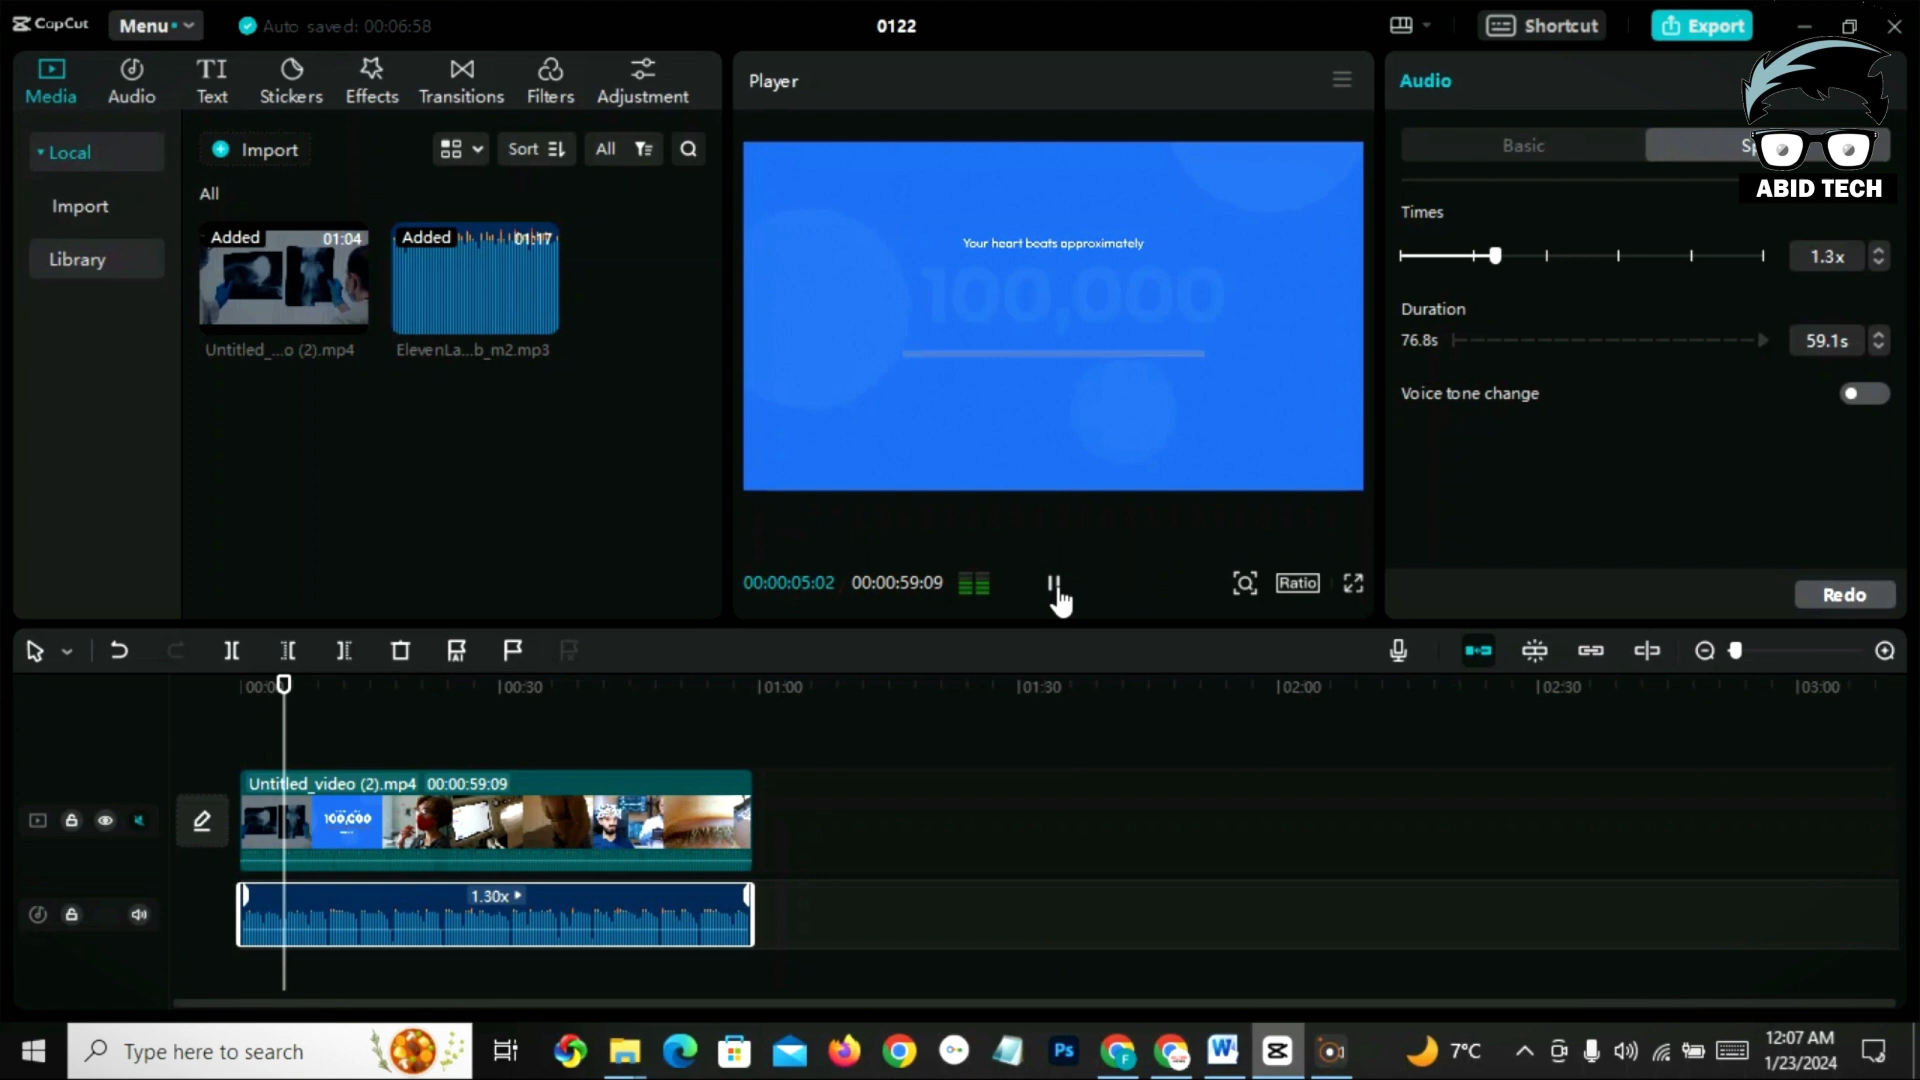 CapCut
Menu
Auto saved: 00:06:58
0122
Shortcut
Export
Media
Audio
Text
Stickers
Effects
Transitions
Filters
Adjustment
Player
Audio
Local
Import
Sort
All
Basic
ABID TECH
Import
All
Library
Added
01:04
Added
01:17
Untitled_...o (2).mp4
ElevenLa...b_m2.mp3
Your heart beats approximately
100,000
Times
1.3x
Duration
76.8s
59.1s
Voice tone change
00:00:05:02
00:00:59:09
Ratio
Redo
00:30
01:00
01:30
02:00
02:30
03:00
Untitled_video (2).mp4 00:00:59:09
100,000
1.30x
Type here to search
Ps
7°C
12:07 AM
1/23/2024